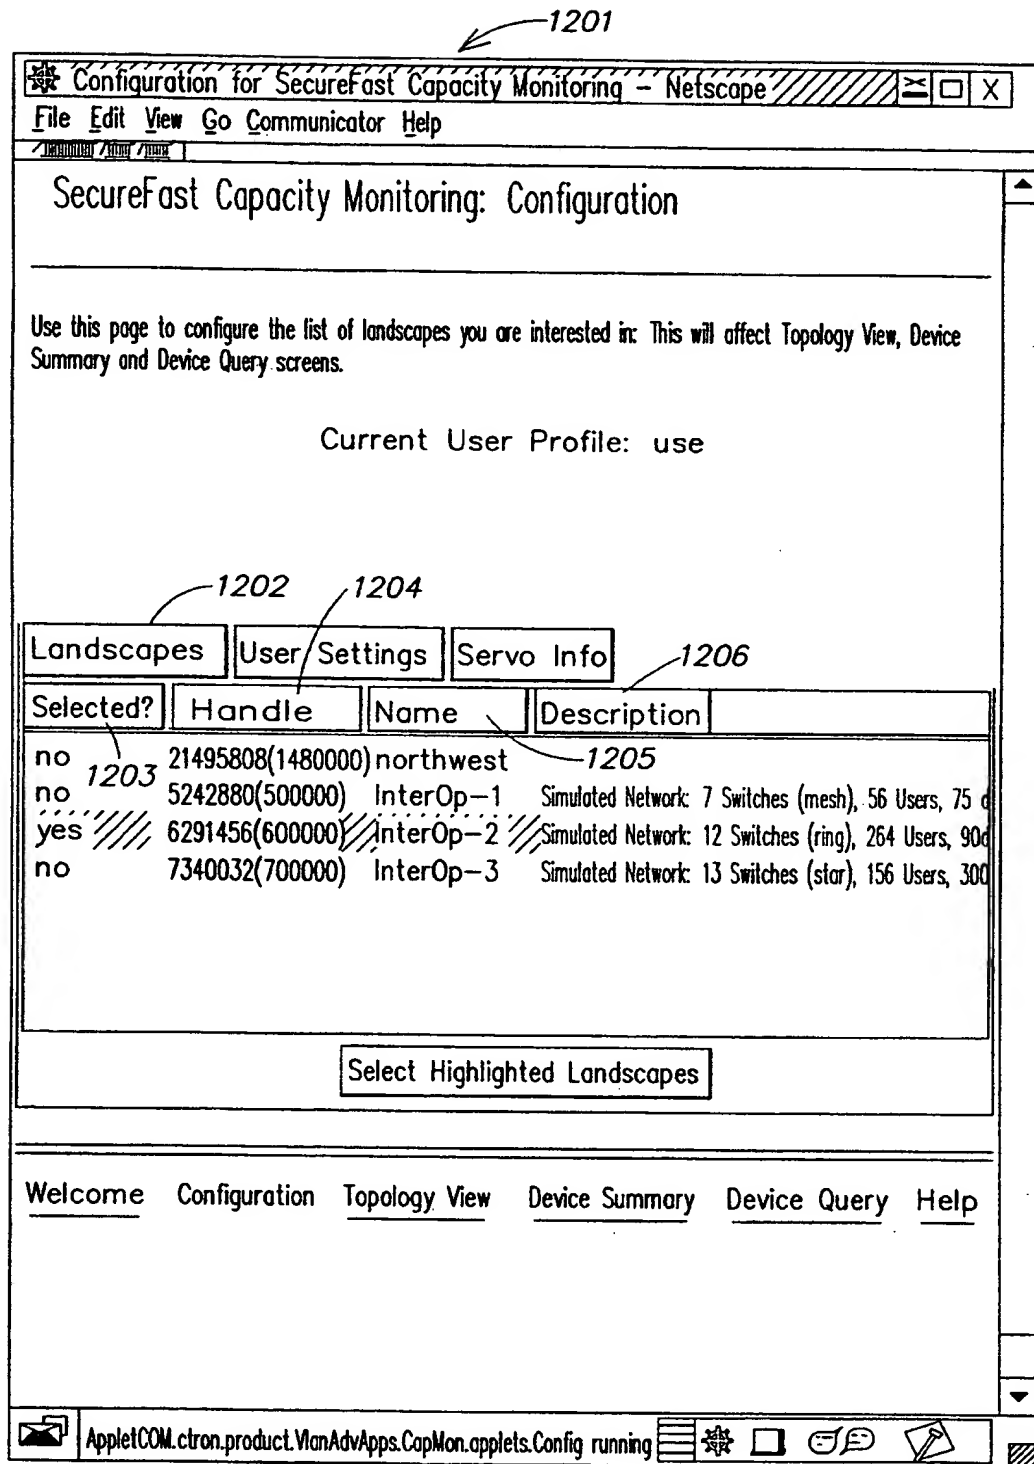 1201
Configuration for SecureFast Capacity Monitoring – Netscape
File Edit View Go Communicator Help
SecureFast Capacity Monitoring: Configuration
Use this page to configure the list of landscapes you are interested in: This will affect Topology View, Device
Summary and Device Query screens.
Current User Profile: use
1202 1204
Landscapes User Settings Servo Info 1206
Selected? Handle Name Description
1203 1205
no 21495808(1480000) northwest
no 5242880(500000) InterOp-1 Simulated Network: 7 Switches (mesh), 56 Users, 75 d
yes 6291456(600000) InterOp-2 Simulated Network: 12 Switches (ring), 264 Users, 90d
no 7340032(700000) InterOp-3 Simulated Network: 13 Switches (star), 156 Users, 300
Select Highlighted Landscapes
Welcome Configuration Topology View Device Summary Device Query Help
AppletCOM.ctron.product.VlanAdvApps.CapMon.applets.Config running